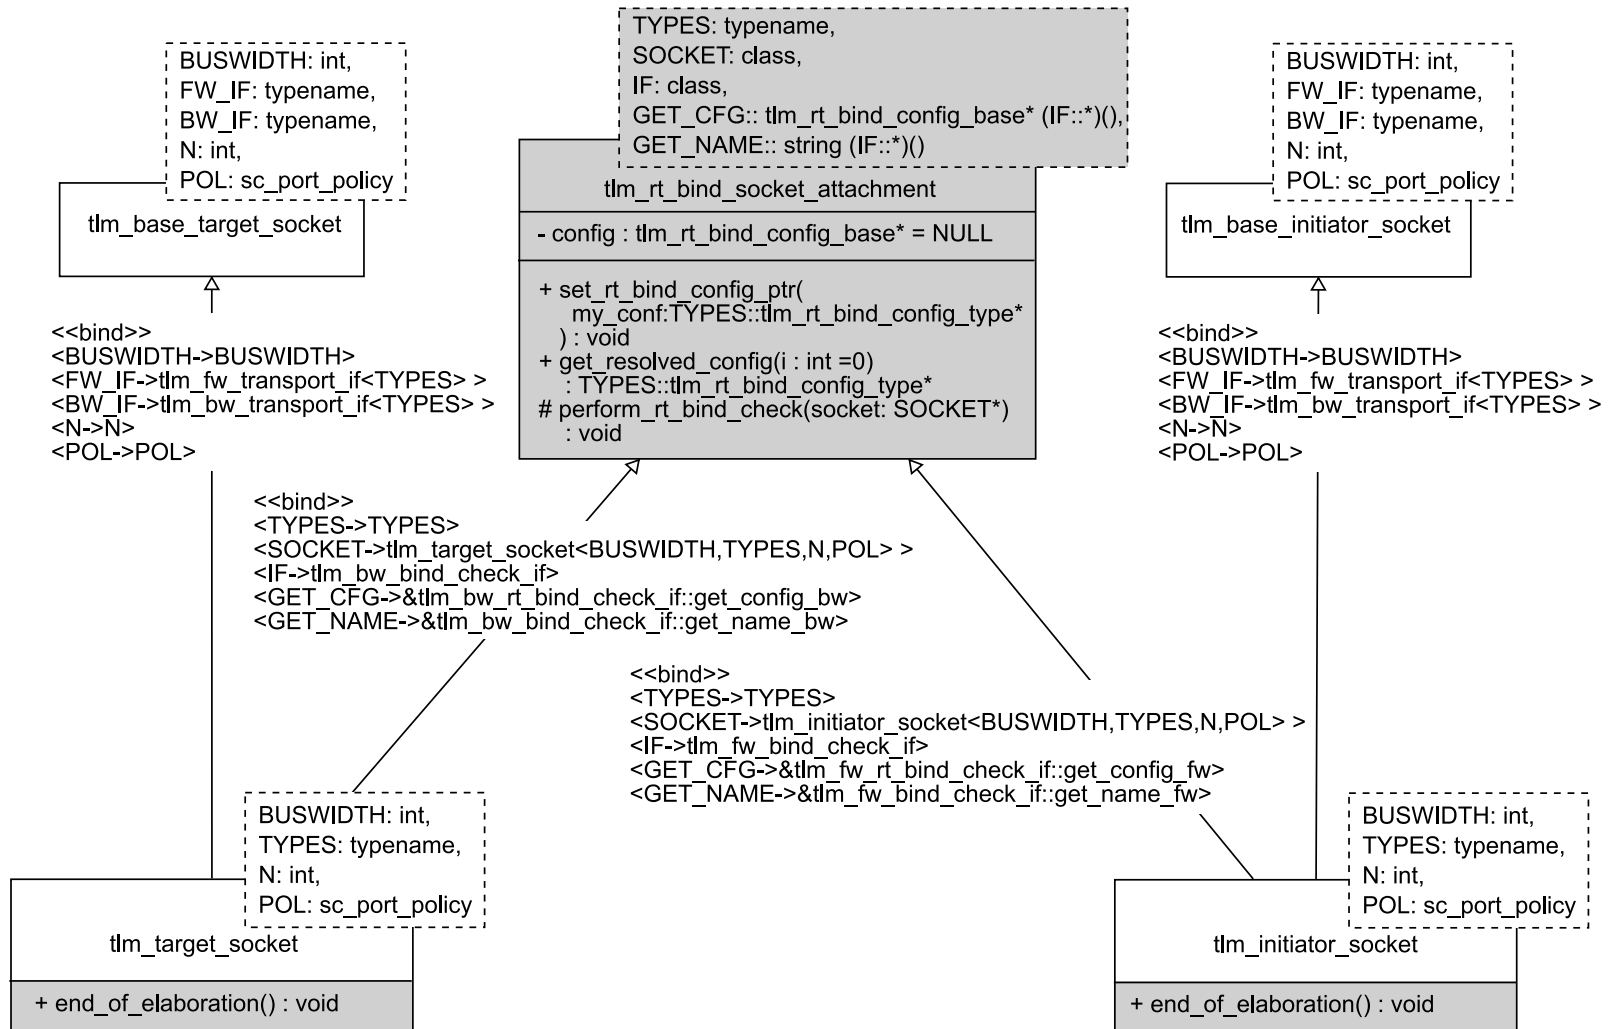 BUSWIDTH: int,
FW_IF: typename,
BW_IF: typename,
N: int,
POL: sc_port_policy
tlm_base_target_socket
TYPES: typename,
SOCKET: class,
IF: class,
GET_CFG:: tlm_rt_bind_config_base* (IF::*)(),
GET_NAME:: string (IF::*)()
tlm_rt_bind_socket_attachment
- config : tlm_rt_bind_config_base* = NULL
+ set_rt_bind_config_ptr(
my_conf:TYPES::tlm_rt_bind_config_type*
) : void
+ get_resolved_config(i : int =0)
: TYPES::tlm_rt_bind_config_type*
# perform_rt_bind_check(socket: SOCKET*)
: void
BUSWIDTH: int,
FW_IF: typename,
BW_IF: typename,
N: int,
POL: sc_port_policy
tlm_base_initiator_socket
<<bind>>
<BUSWIDTH->BUSWIDTH>
<FW_IF->tlm_fw_transport_if<TYPES> >
<BW_IF->tlm_bw_transport_if<TYPES> >
<N->N>
<POL->POL>
<<bind>>
<BUSWIDTH->BUSWIDTH>
<FW_IF->tlm_fw_transport_if<TYPES> >
<BW_IF->tlm_bw_transport_if<TYPES> >
<N->N>
<POL->POL>
<<bind>>
<TYPES->TYPES>
<SOCKET->tlm_target_socket<BUSWIDTH,TYPES,N,POL> >
<IF->tlm_bw_bind_check_if>
<GET_CFG->&tlm_bw_rt_bind_check_if::get_config_bw>
<GET_NAME->&tlm_bw_bind_check_if::get_name_bw>
<<bind>>
<TYPES->TYPES>
<SOCKET->tlm_initiator_socket<BUSWIDTH,TYPES,N,POL> >
<IF->tlm_fw_bind_check_if>
<GET_CFG->&tlm_fw_rt_bind_check_if::get_config_fw>
<GET_NAME->&tlm_fw_bind_check_if::get_name_fw>
BUSWIDTH: int,
TYPES: typename,
N: int,
POL: sc_port_policy
tlm_target_socket
+ end_of_elaboration() : void
BUSWIDTH: int,
TYPES: typename,
N: int,
POL: sc_port_policy
tlm_initiator_socket
+ end_of_elaboration() : void